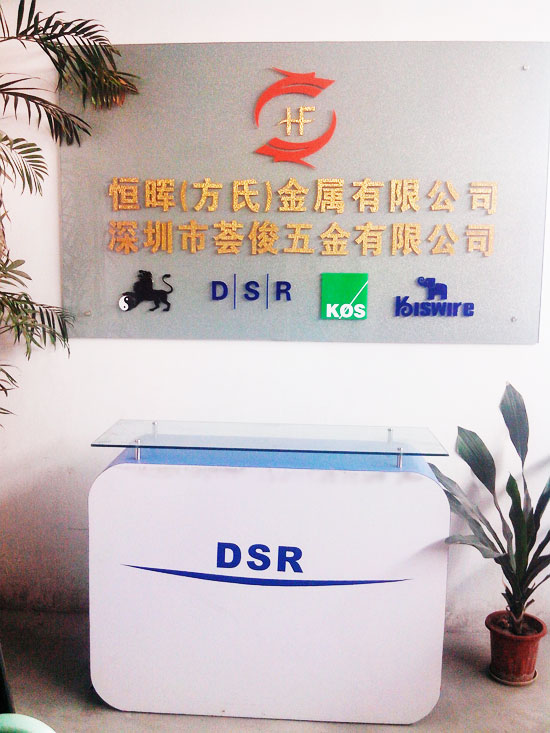 HF
恒晖(方氏)金属有限公司
深圳市荟俊五金有限公司
D|S|R KØS Kiswire
DSR